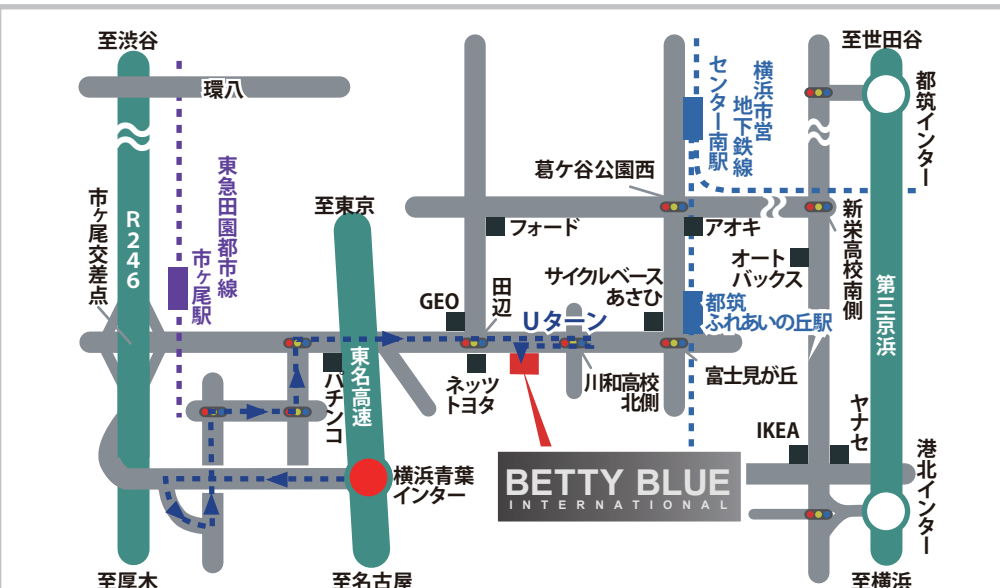 至渋谷
環八
至世田谷
都筑インター
横浜市営
地下鉄線
センター南駅
葛ケ谷公園西
東急田園都市線
市ヶ尾駅
市ヶ尾交差点
R246
至東京
フォード
アオキ
オート
バックス
新栄高校南側
第三京浜
サイクルベース
あさひ
GEO
田辺
Uターン
都筑
ふれあいの丘駅
東名高速
パチンコ
ネッツ
トヨタ
川和高校
北側
富士見が丘
IKEA
ヤナセ
港北インター
横浜青葉
インター
BETTY BLUE
INTERNATIONAL
至厚木
至名古屋
至横浜